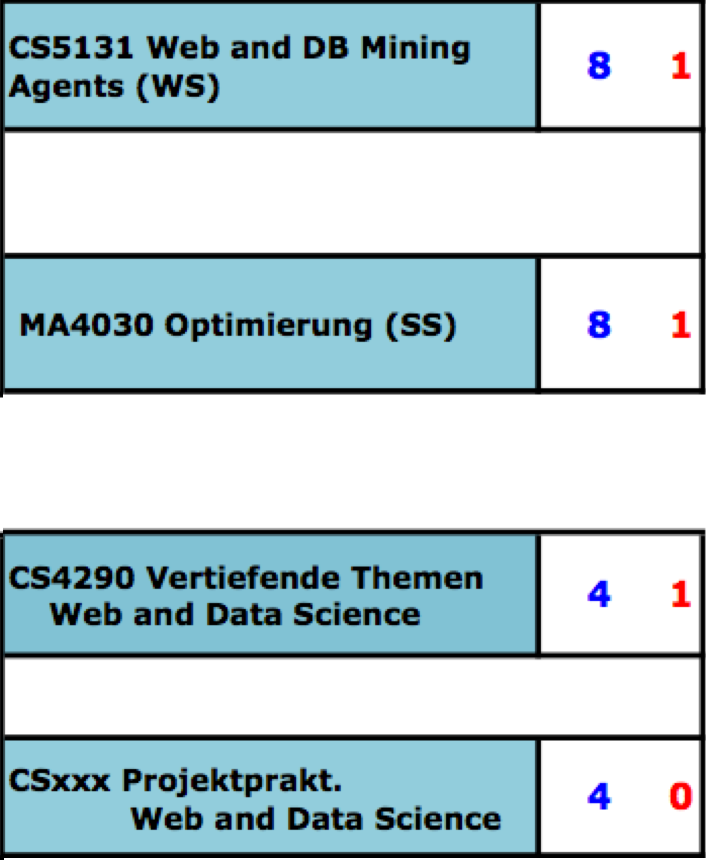 CS5131 Web and DB Mining
Agents (WS)
8 1
MA4030 Optimierung (SS)
8 1
CS4290 Vertiefende Themen
Web and Data Science
4 1
CSxxx Projektprakt.
Web and Data Science
4 0